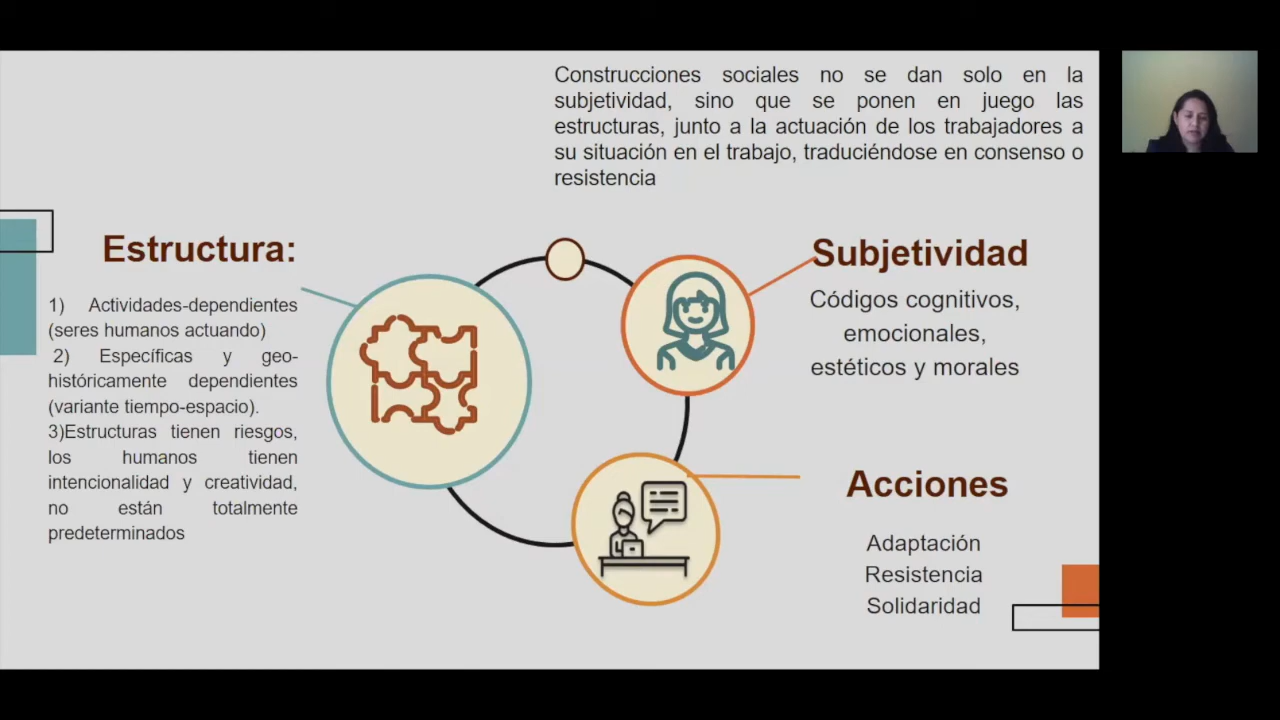 Construcciones sociales no se dan solo en la
subjetividad, sino que se ponen en juego las
estructuras, junto a la actuación de los trabajadores a
su situación en el trabajo, traduciéndose en consenso o
resistencia
Estructura:
1) Actividades-dependientes
(seres humanos actuando)
2) Específicas y geo-
históricamente dependientes
(variante tiempo-espacio).
3)Estructuras tienen riesgos,
los humanos tienen
intencionalidad y creatividad,
no están totalmente
predeterminados
Subjetividad
Códigos cognitivos,
emocionales,
estéticos y morales
Acciones
Adaptación
Resistencia
Solidaridad